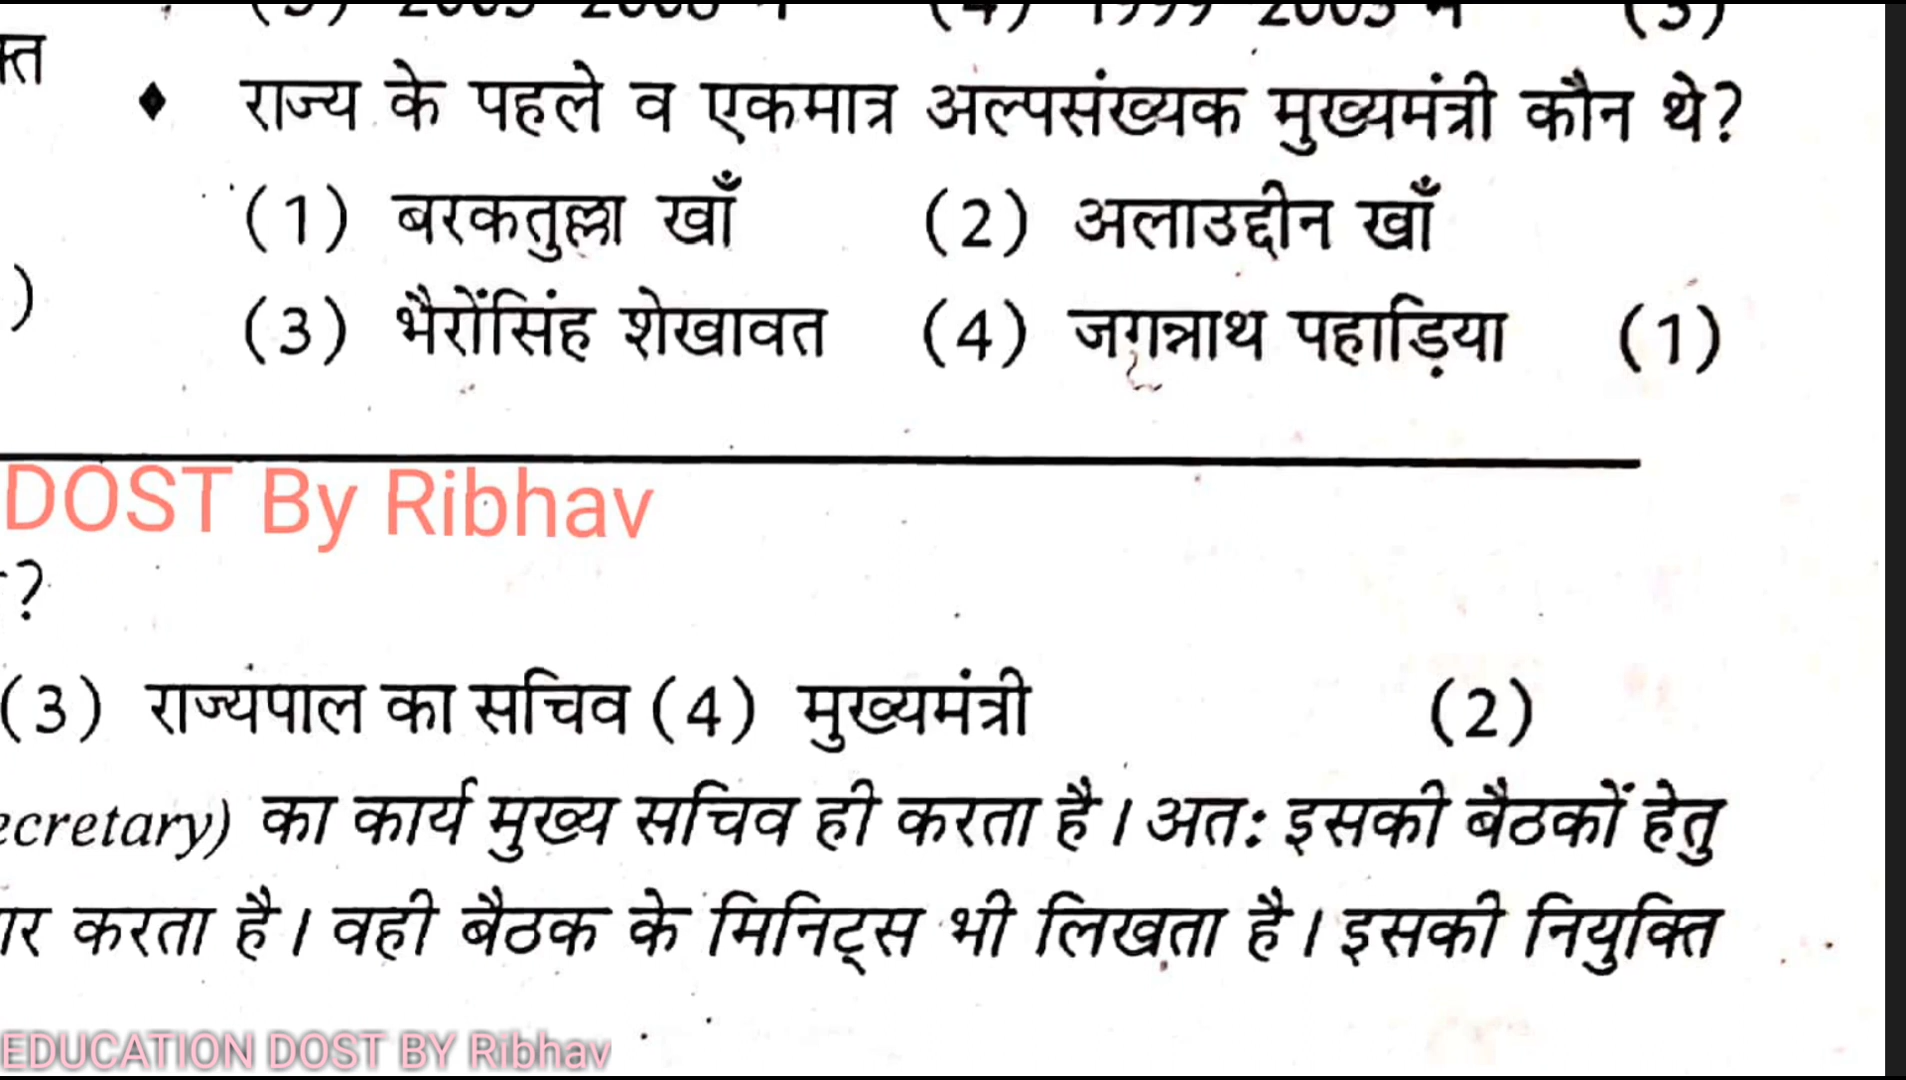 क्त
♦ राज्य के पहले व एकमात्र अल्पसंख्यक मुख्यमंत्री कौन थे?
(1) बरकतुल्ला खाँ (2) अलाउद्दीन खाँ
)
(3) भैरोंसिंह शेखावत (4) जगन्नाथ पहाड़िया (1)
DOST By Ribhav
?
(3) राज्यपाल का सचिव (4) मुख्यमंत्री (2)
ecretary) का कार्य मुख्य सचिव ही करता है। अतः इसकी बैठकों हेतु
ार करता है। वही बैठक के मिनिट्स भी लिखता है। इसकी नियुक्ति
EDUCATION DOST BY Ribhav